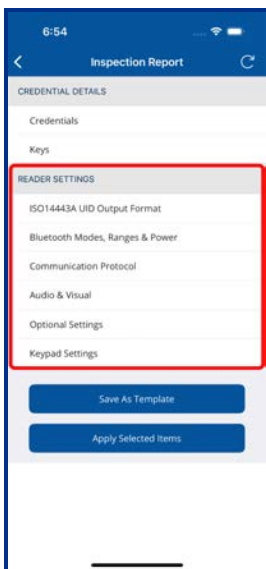 6:54
Inspection Report
CREDENTIAL DETAILS
Credentials
Keys
READER SETTINGS
ISO14443A UID Output Format
Bluetooth Modes, Ranges & Power
Communication Protocol
Audio & Visual
Optional Settings
Keypad Settings
Save As Template
Apply Selected Items